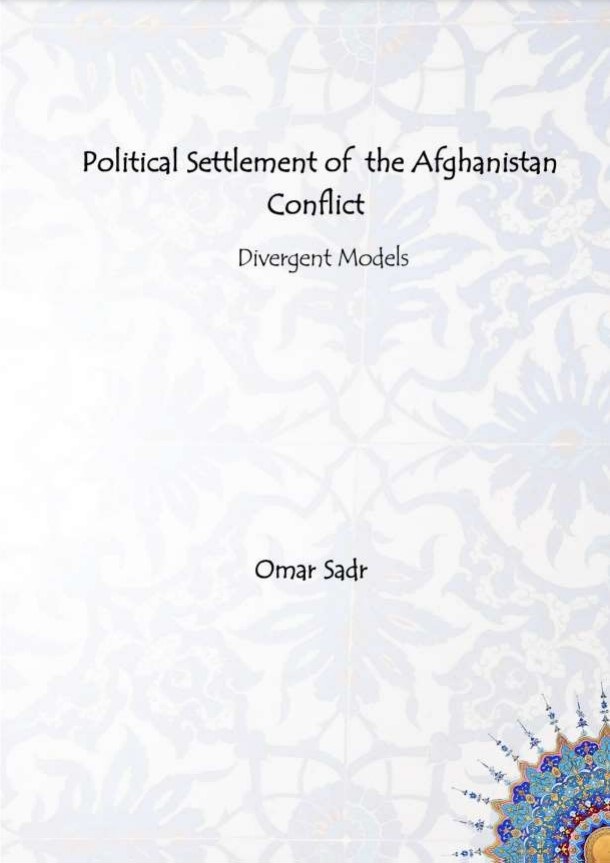 Political Settlement of the Afghanistan
Conflict
Divergent Models
Omar Sadr